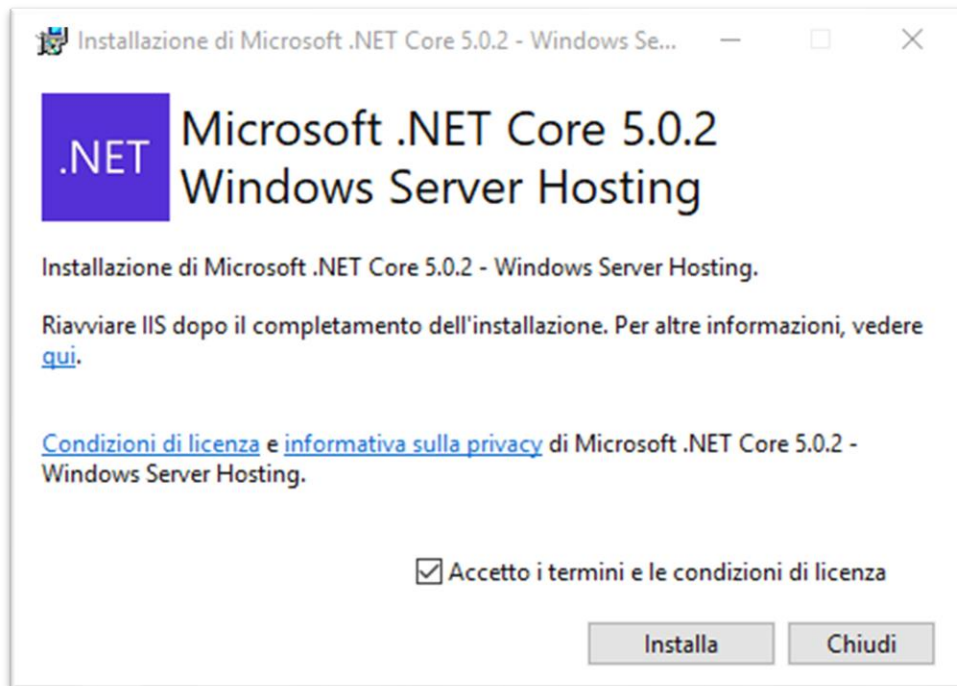 Installazione di Microsoft .NET Core 5.0.2 - Windows Se...
.NET
Microsoft .NET Core 5.0.2
Windows Server Hosting
Installazione di Microsoft .NET Core 5.0.2 - Windows Server Hosting.
Riavviare IIS dopo il completamento dell'installazione. Per altre informazioni, vedere
qui.
Condizioni di licenza e informativa sulla privacy di Microsoft .NET Core 5.0.2 -
Windows Server Hosting.
Accetto i termini e le condizioni di licenza
Installa Chiudi